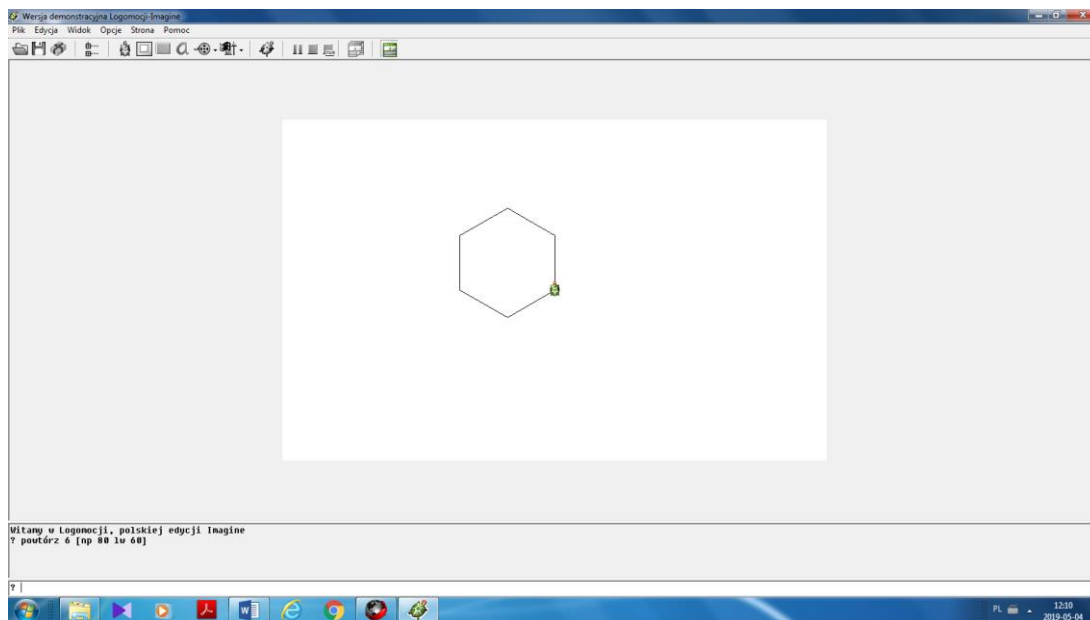 Wersja demonstracyjna Logomocji-Imagine
Plik Edycja Widok Opcje Strona Pomoc
Witamy w Logomocji, polskiej edycji Imagine
? powtórz 6 [np 80 lw 60]
?
PL
12:10
2019-05-04